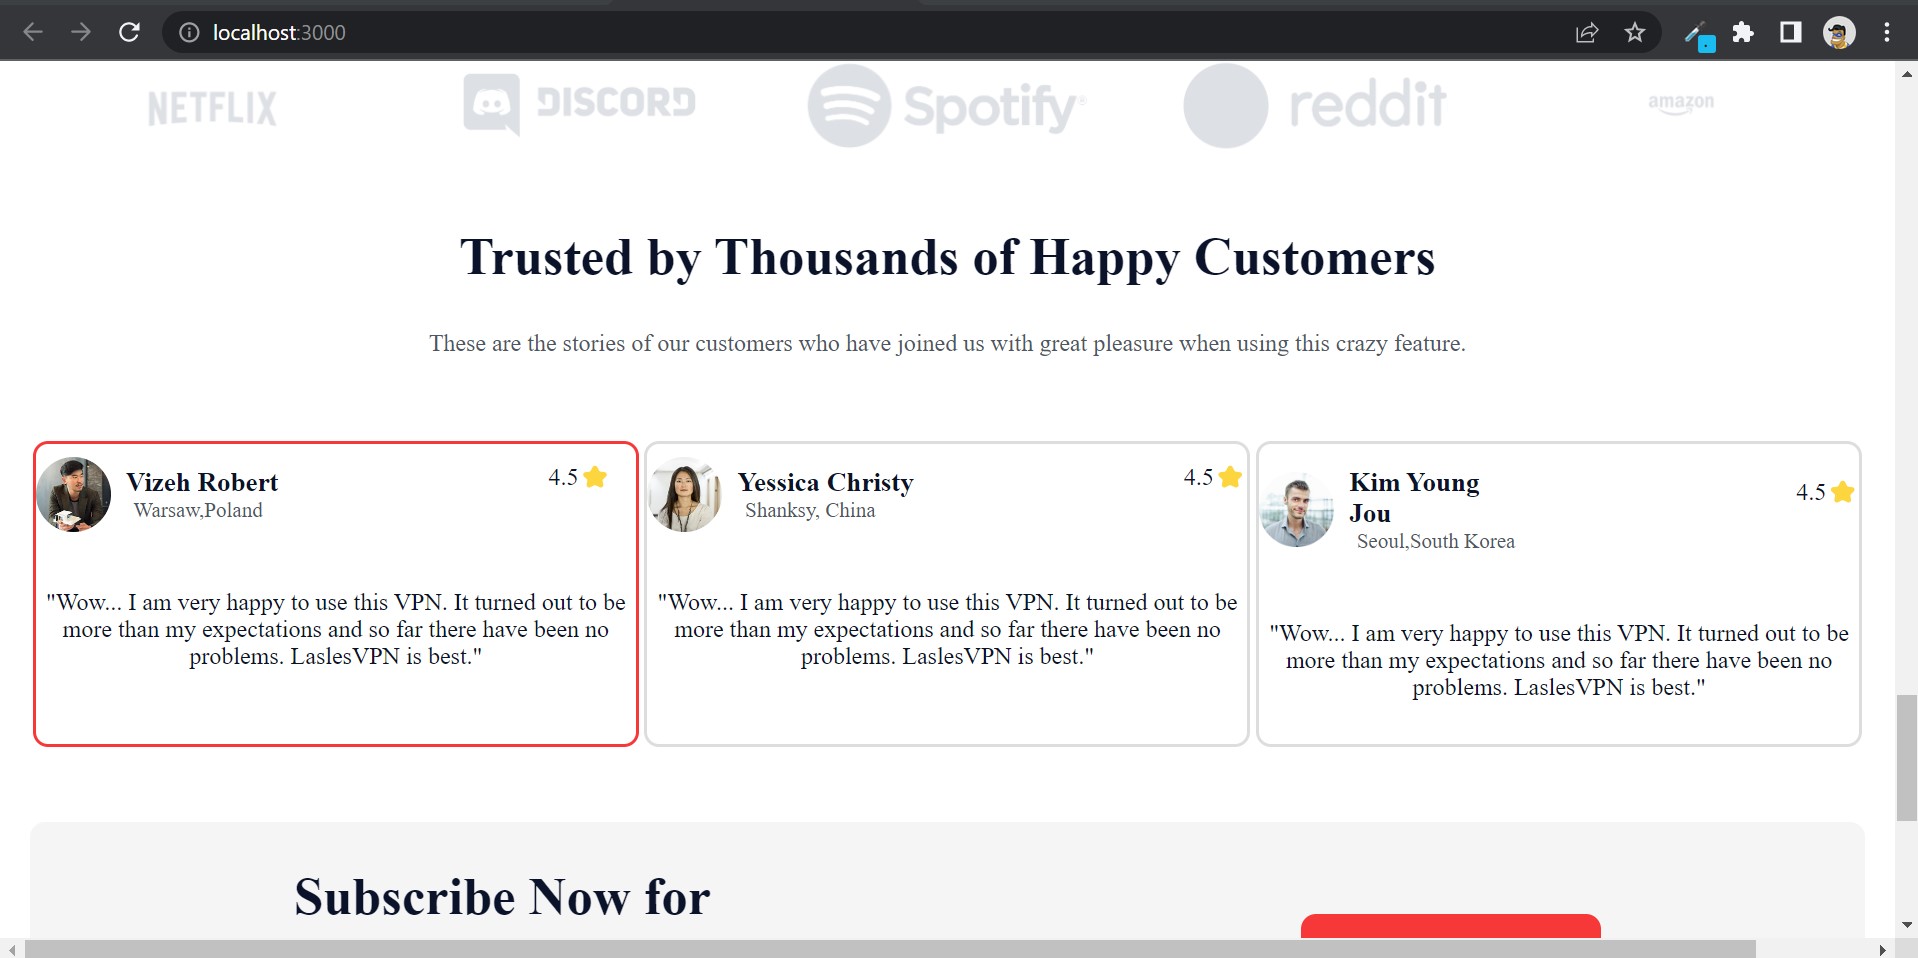 localhost:3000
NETFLIX DISCORD Spotify® reddit amazon
Trusted by Thousands of Happy Customers
These are the stories of our customers who have joined us with great pleasure when using this crazy feature.
Vizeh Robert
Warsaw,Poland
4.5
"Wow... I am very happy to use this VPN. It turned out to be
more than my expectations and so far there have been no
problems. LaslesVPN is best."
Yessica Christy
Shanksy, China
4.5
"Wow... I am very happy to use this VPN. It turned out to be
more than my expectations and so far there have been no
problems. LaslesVPN is best."
Kim Young
Jou
Seoul,South Korea
4.5
"Wow... I am very happy to use this VPN. It turned out to be
more than my expectations and so far there have been no
problems. LaslesVPN is best."
Subscribe Now for